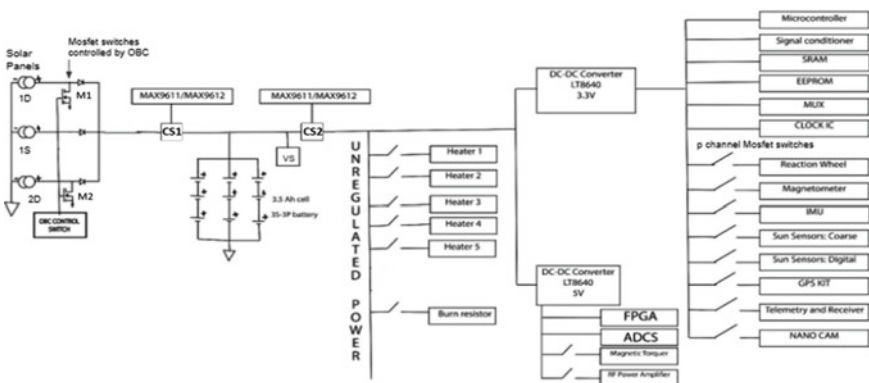 Solar
Panels
Mosfet switches
controlled by OBC
1D
M1
1S
2D
M2
OBC CONTROL
SWITCH
MAX9611/MAX9612
MAX9611/MAX9612
CS1
CS2
VS
3.5 Ah cell
3S-3P battery
UNREGULATED POWER
Heater 1
Heater 2
Heater 3
Heater 4
Heater 5
Burn resistor
DC-DC Converter
LT8640
3.3V
DC-DC Converter
LT8640
5V
FPGA
ADCS
Magnetic Torquer
RF Power Amplifier
Microcontroller
Signal conditioner
SRAM
EEPROM
MUX
CLOCK IC
p channel Mosfet switches
Reaction Wheel
Magnetometer
IMU
Sun Sensors: Coarse
Sun Sensors: Digital
GPS KIT
Telemetry and Receiver
NANO CAM